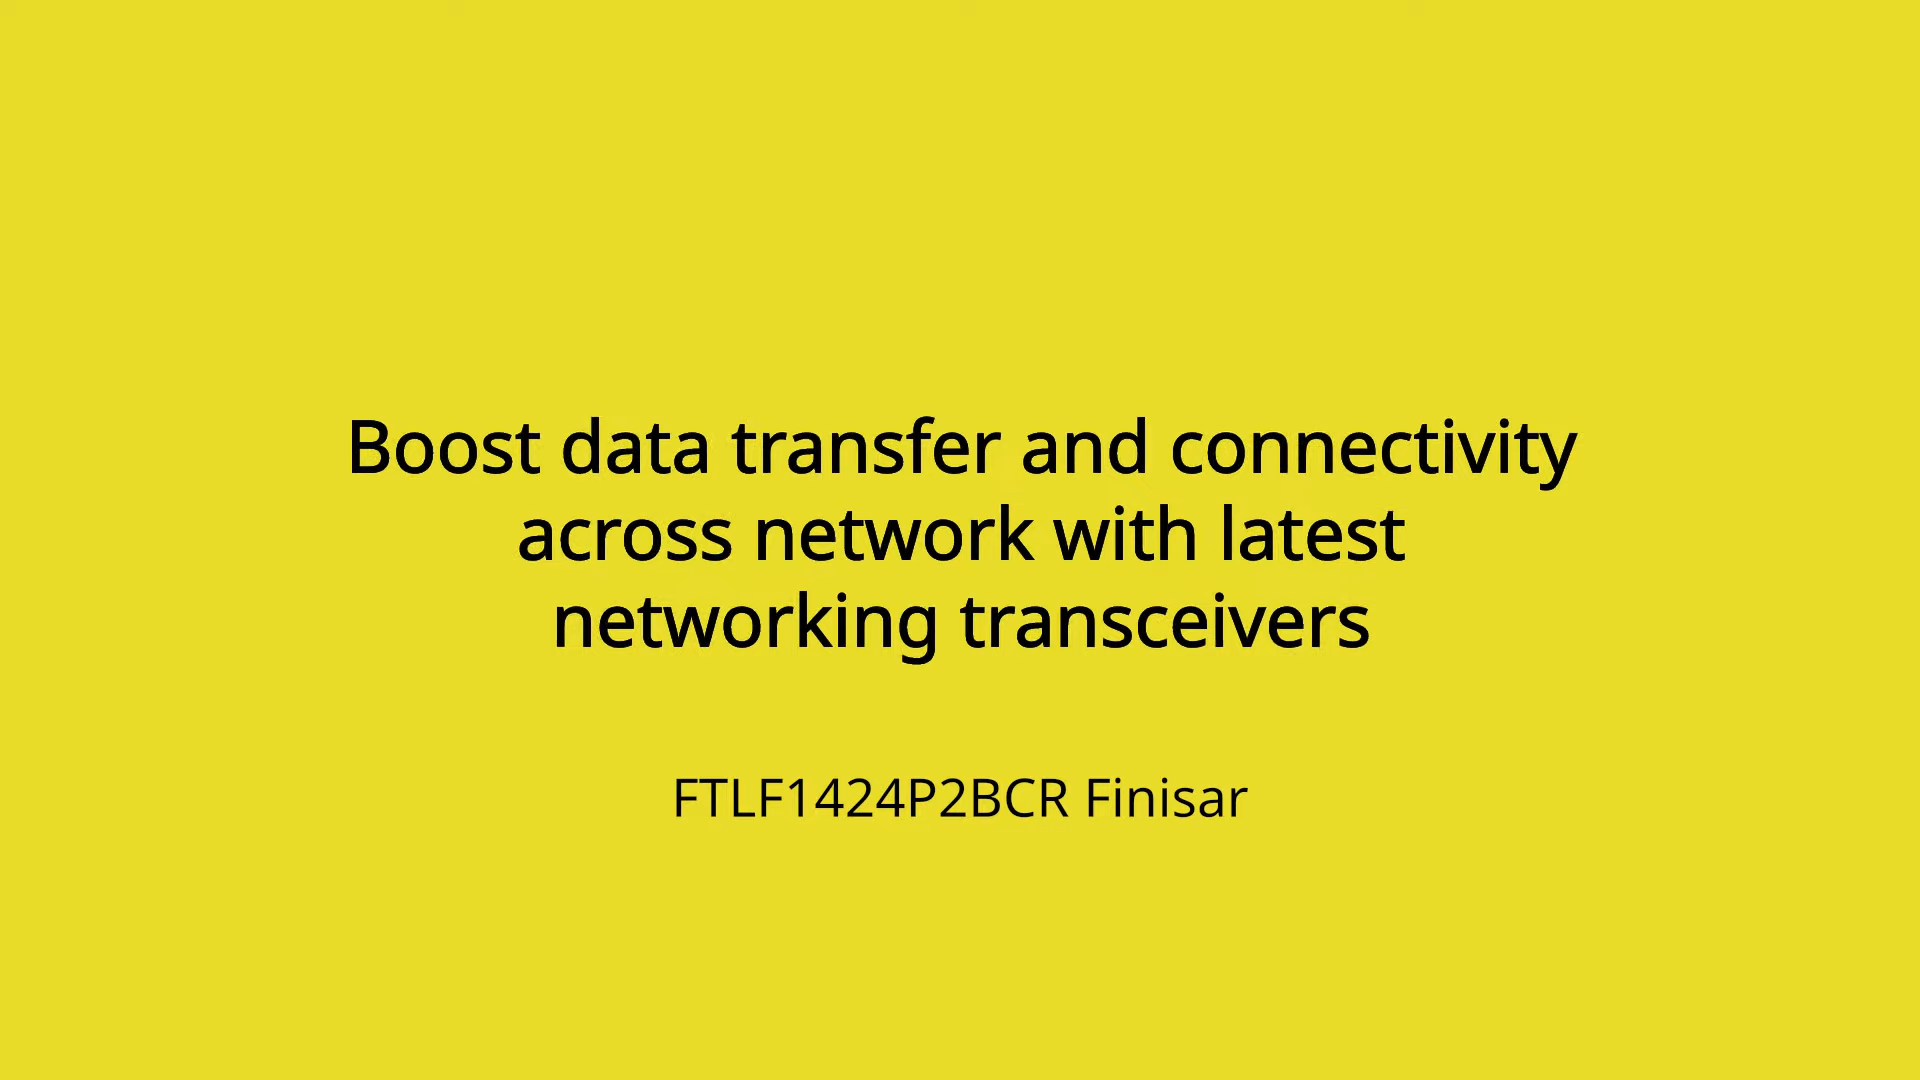 Boost data transfer and connectivity
across network with latest
networking transceivers
FTLF1424P2BCR Finisar